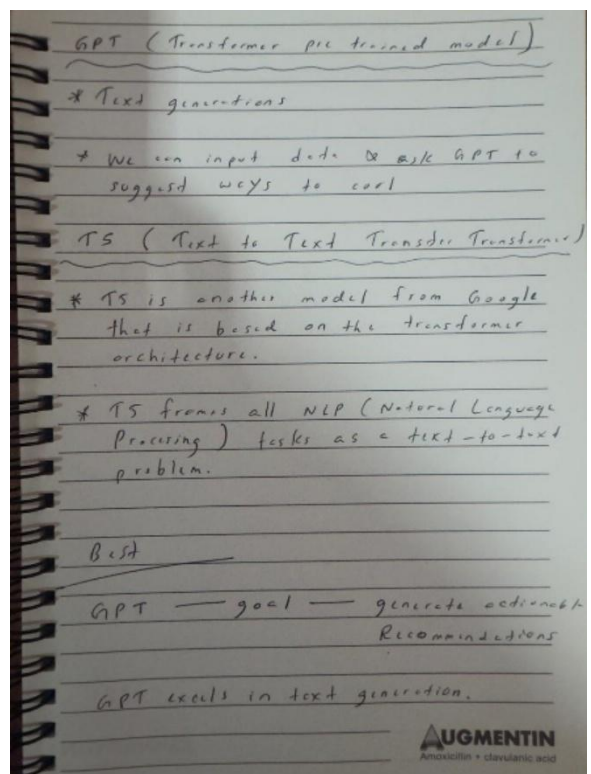 GPT ( Transformer pre trained model )
* Text generations
* We can input data & ask GPT to
suggest ways to
T5 ( Text to Text Transfer Transformer )
* T5 is another model from Google
that is based on the transformer
architecture.
* T5 frames all NLP ( Natural Language
Processing ) tasks as a text-to-text
problem.
Best
GPT — goal — generate actionable
Recommendations
GPT excels in text generation.
AUGMENTIN
Amoxicillin + clavulanic acid